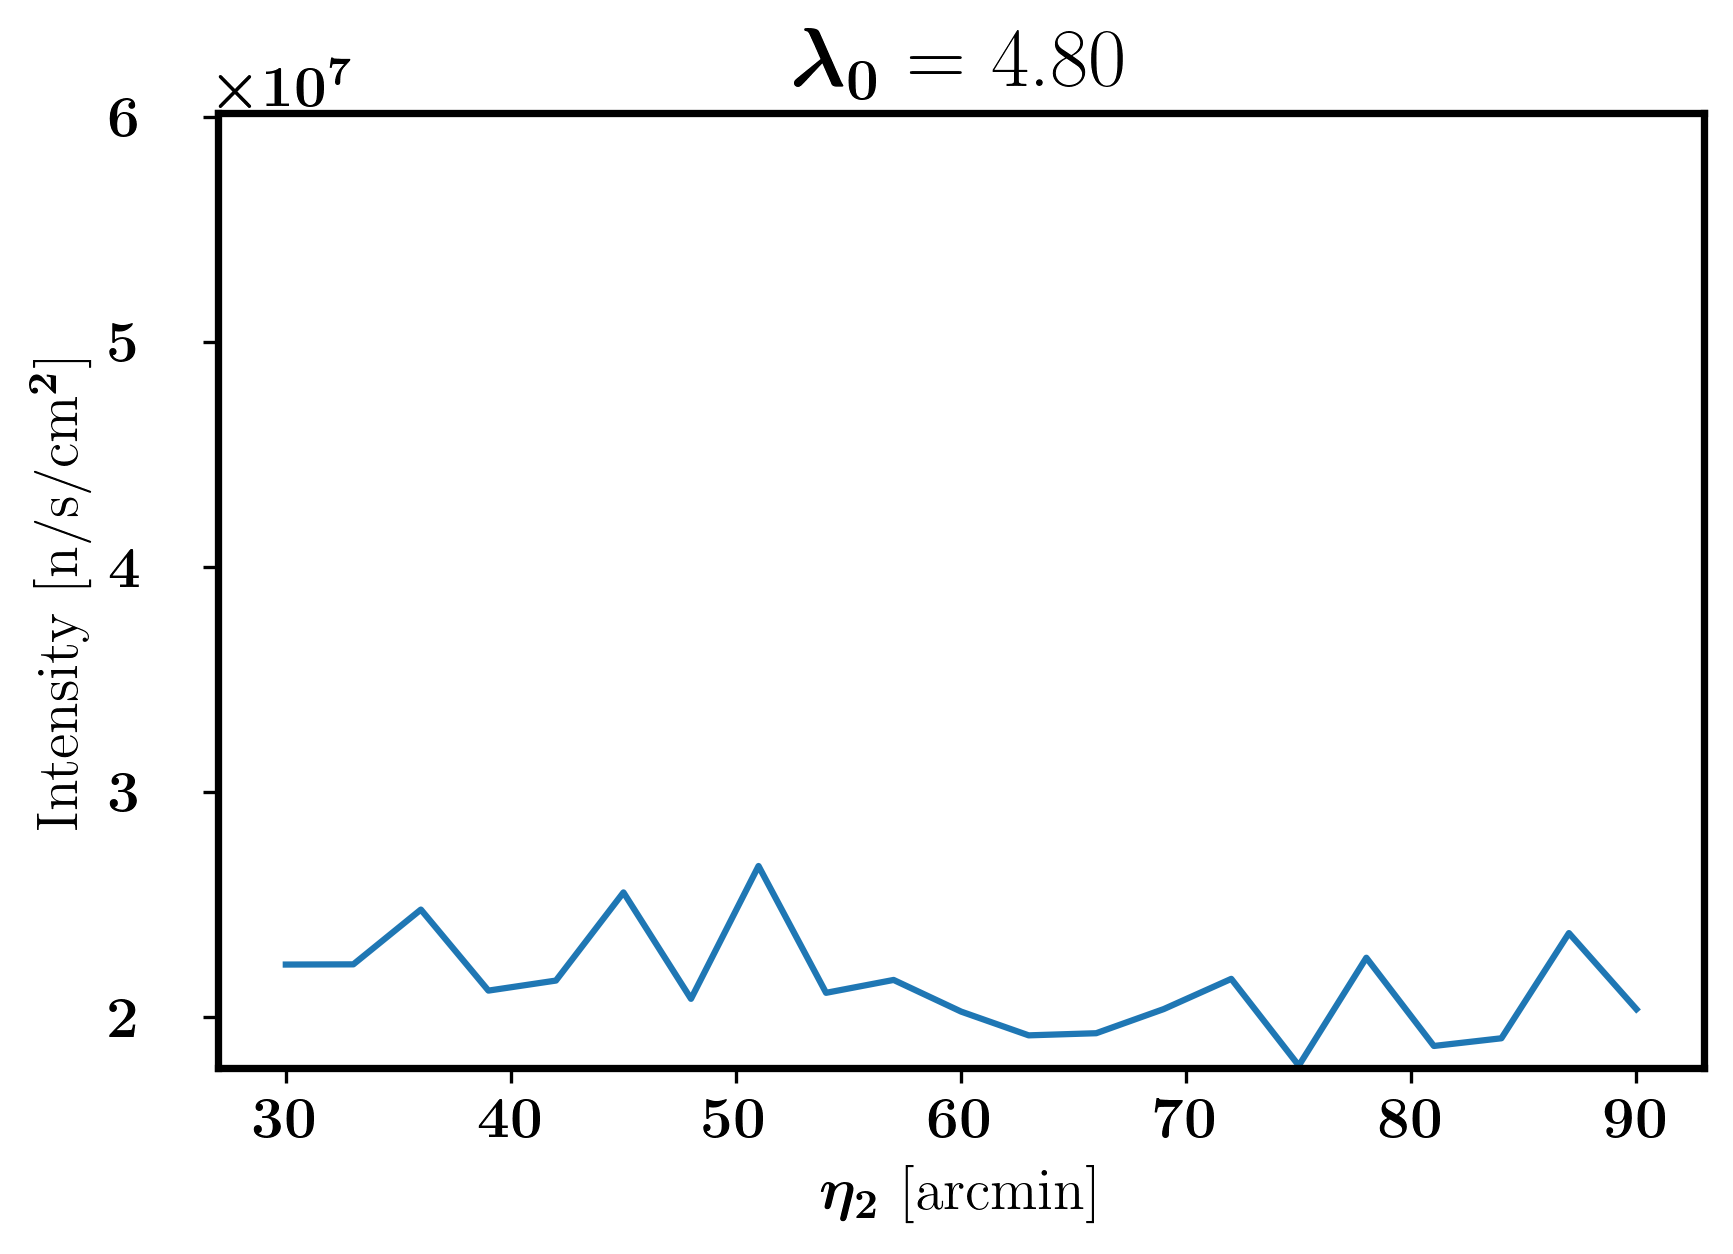 λ₀ = 4.80
×10⁷
6
5
4
3
2
Intensity [n/s/cm²]
30 40 50 60 70 80 90
η₂ [arcmin]